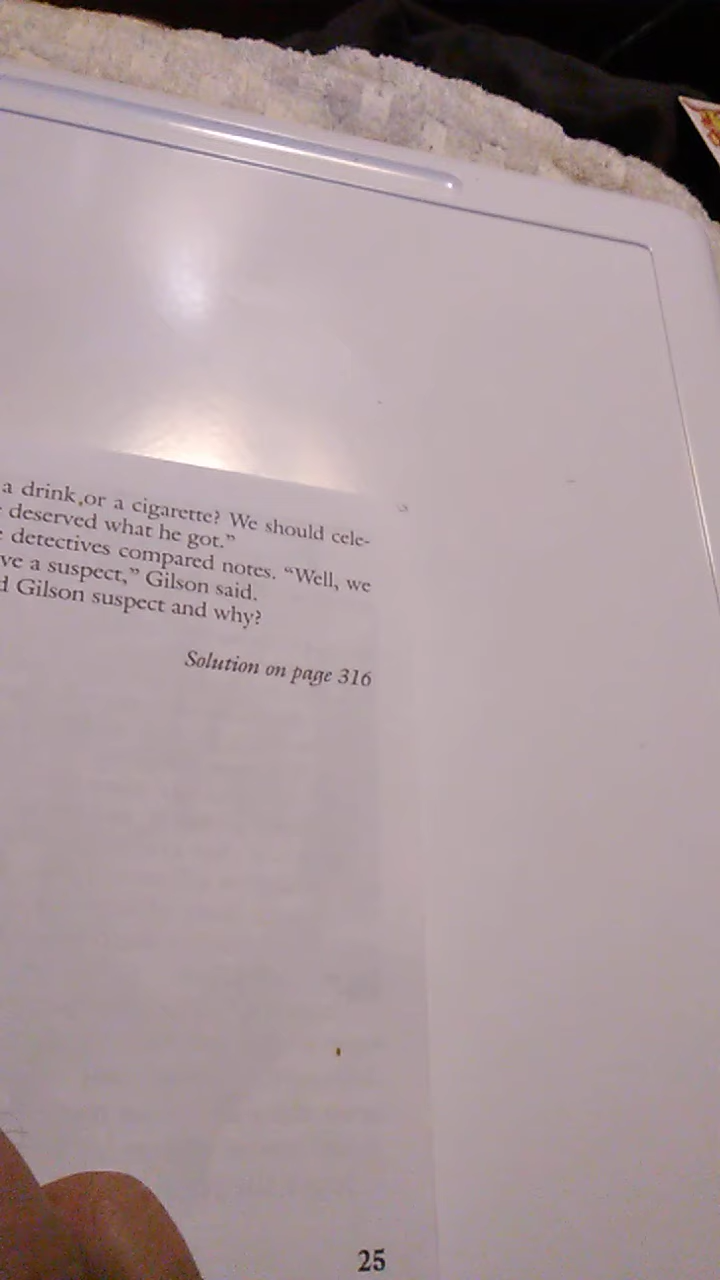 a drink, or a cigarette? We should cele-
deserved what he got.”
detectives compared notes. “Well, we
ve a suspect,” Gilson said.
d Gilson suspect and why?
Solution on page 316
25